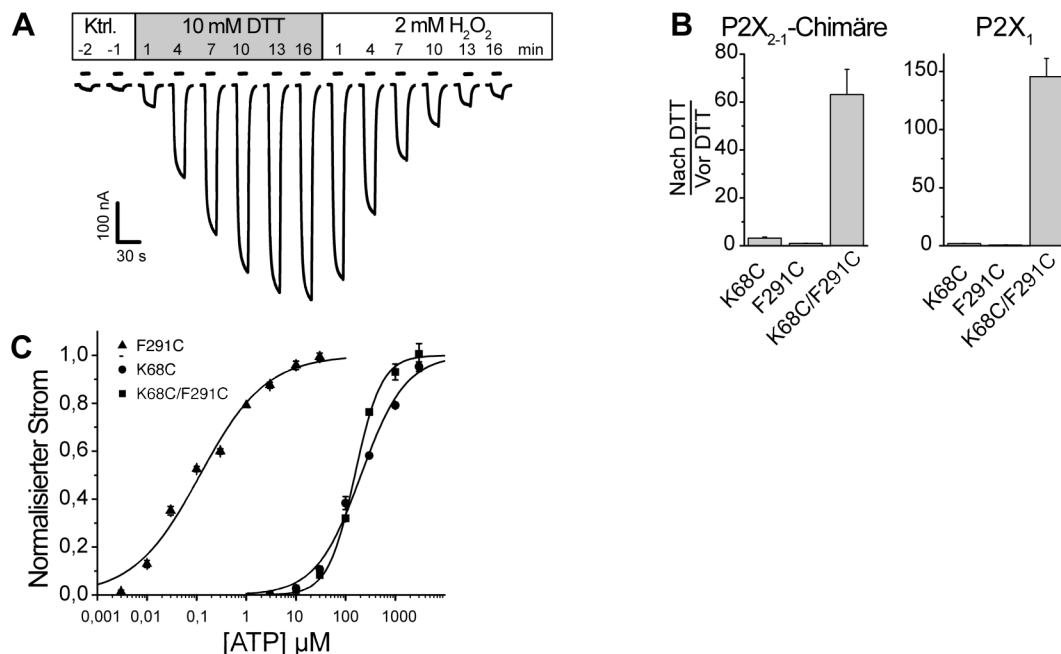 A
Ktrl. 10 mM DTT 2 mM H₂O₂
-2 -1 1 4 7 10 13 16 1 4 7 10 13 16 min
100 nA
30 s
B
P2X₂₋₁-Chimäre
Nach DTT
Vor DTT
80
60
40
20
0
K68C
F291C
K68C/F291C
P2X₁
150
100
50
0
K68C
F291C
K68C/F291C
C
Normalisierter Strom
1,0
0,8
0,6
0,4
0,2
0,0
F291C
K68C
K68C/F291C
0,001 0,01 0,1 1 10 100 1000
[ATP] µM